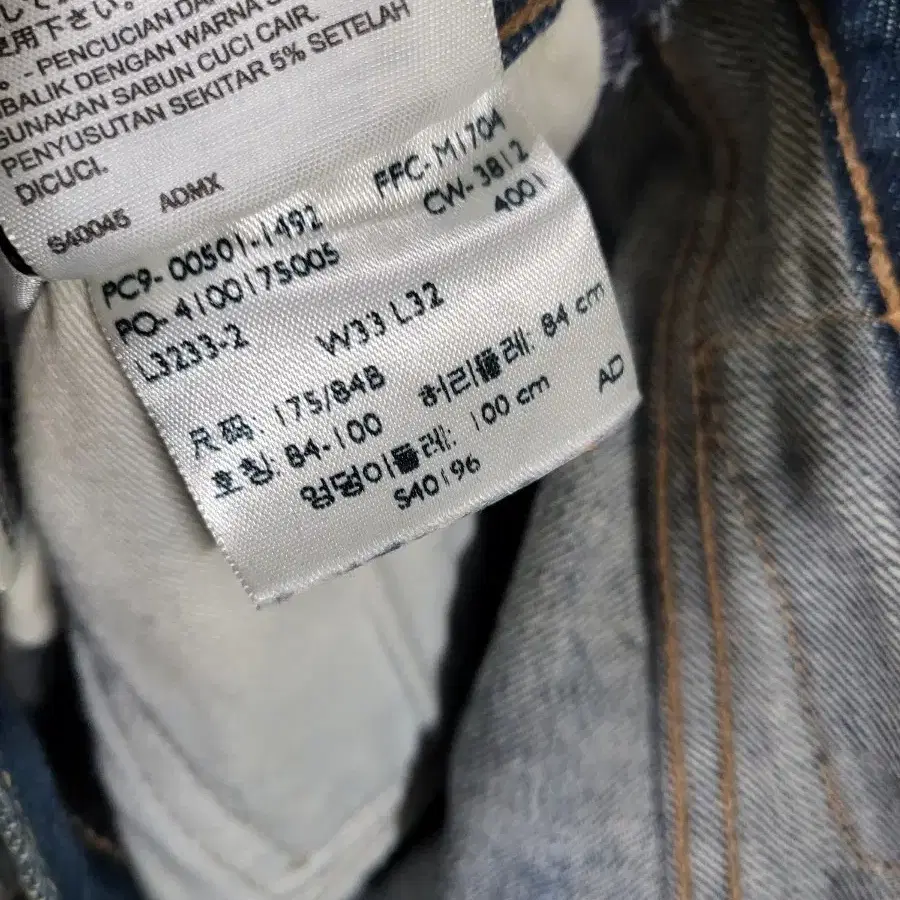 使用下さい。
。- PENCUCIAN DA
BALIK DENGAN WARNA S
GUNAKAN SABUN CUCI CAIR.
PENYUSUTAN SEKITAR 5% SETELAH
DICUCI.
S40045 ADMX
PC9-00501-1492 FFC-M1704
PO-4100175005 CW-3812
L3233-2 4001
W33 L32
尺码: 175/84B 허리둘레: 84 cm
호칭: 84-100 엉덩이둘레: 100 cm AD
S40196